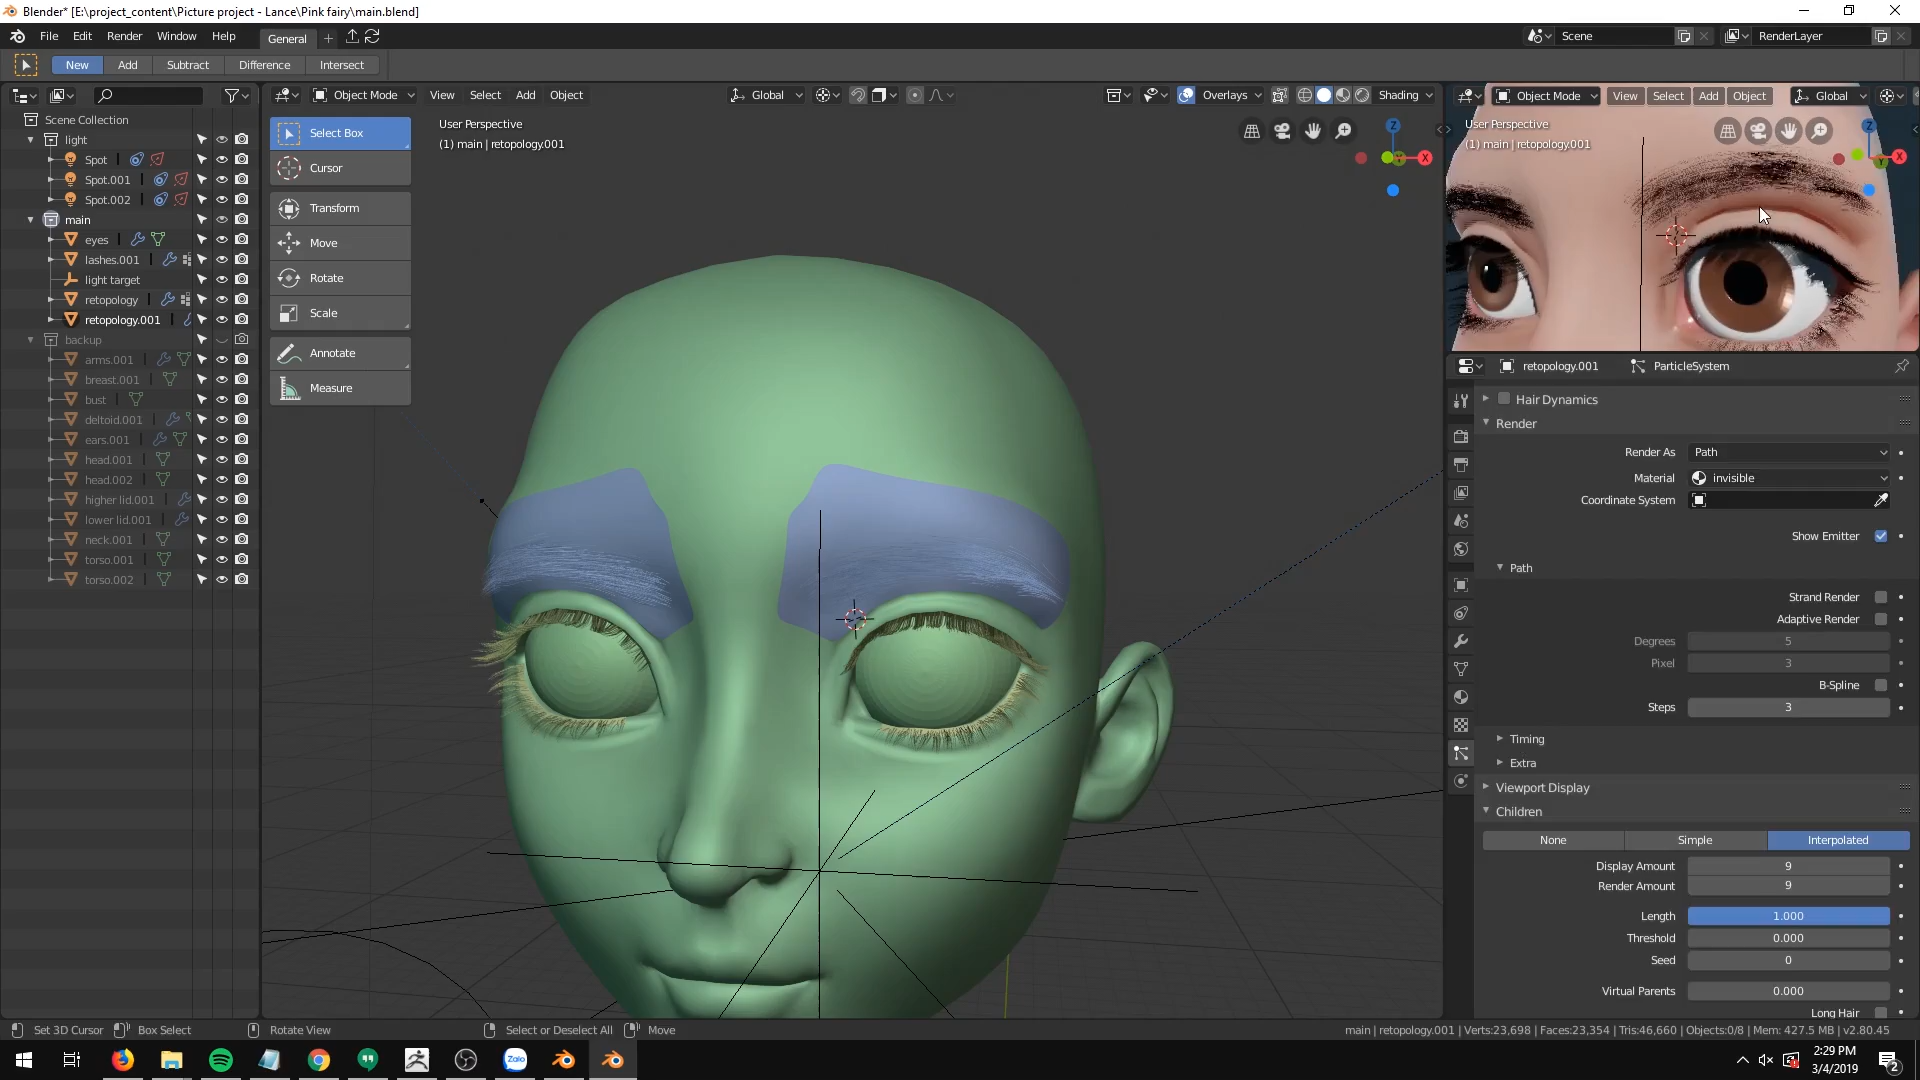 Blender* [E:\project_content\Picture project - Lance\Pink fairy\main.blend]
File Edit Render Window Help General Scene RenderLayer
New Add Subtract Difference Intersect
Object Mode View Select Add Object Global Overlays Shading
Object Mode View Select Add Object Global
Scene Collection
light
Spot
Spot.001
Spot.002
main
eyes
lashes.001
light target
retopology
retopology.001
backup
arms.001
breast.001
bust
deltoid.001
ears.001
head.001
head.002
higher lid.001
lower lid.001
neck.001
torso.001
torso.002
Select Box
Cursor
Transform
Move
Rotate
Scale
Annotate
Measure
User Perspective
(1) main | retopology.001
Z
Y
X
User Perspective
(1) main | retopology.001
Z
Y
X
retopology.001 ParticleSystem
Hair Dynamics
Render
Render As Path
Material invisible
Coordinate System
Show Emitter
Path
Strand Render
Adaptive Render
Degrees 5
Pixel 3
B-Spline
Steps 3
Timing
Extra
Viewport Display
Children
None Simple Interpolated
Display Amount 9
Render Amount 9
Length 1.000
Threshold 0.000
Seed 0
Virtual Parents 0.000
Long Hair
Set 3D Cursor Box Select Rotate View Select or Deselect All Move
main | retopology.001 | Verts:23,698 | Faces:23,354 | Tris:46,660 | Objects:0/8 | Mem: 427.5 MB | v2.80.45
Zalo
2:29 PM
3/4/2019
2